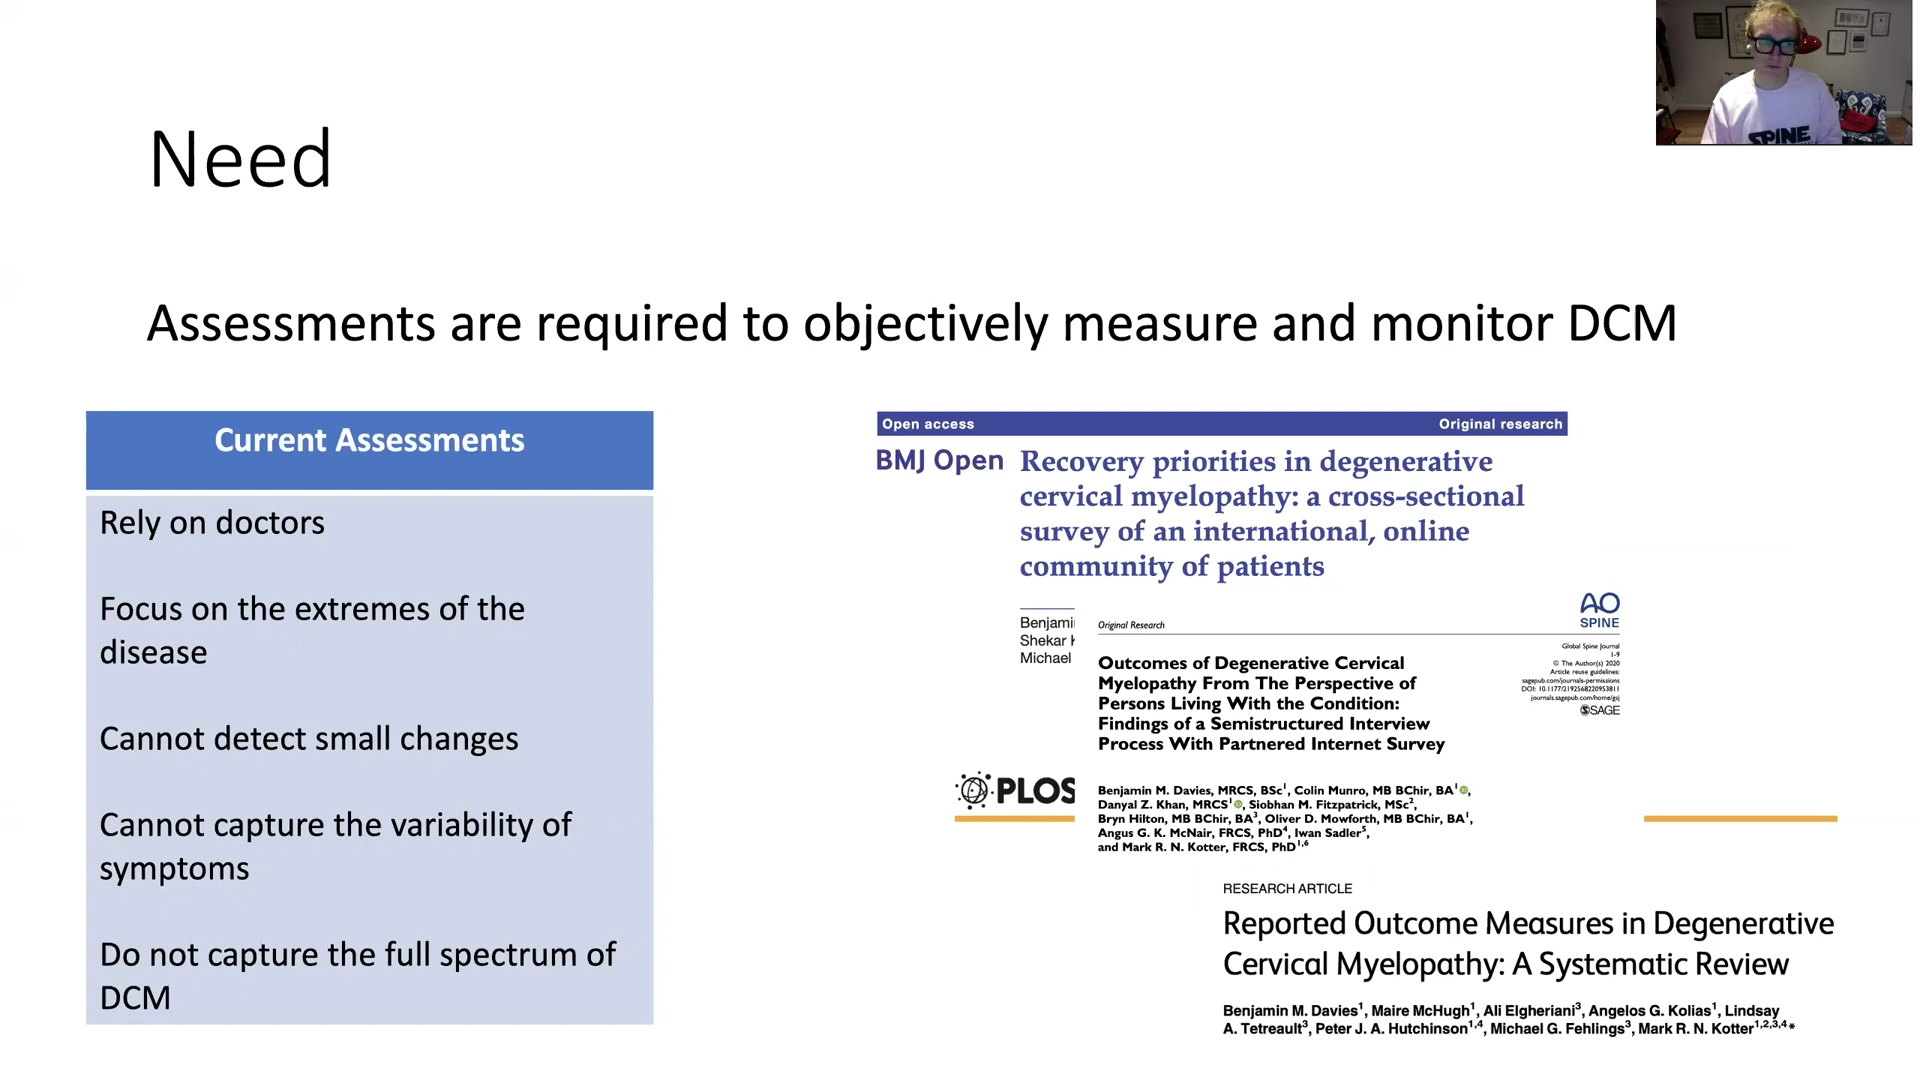 SPINE
Need
Assessments are required to objectively measure and monitor DCM
Current Assessments
Rely on doctors
Focus on the extremes of the
disease
Cannot detect small changes
Cannot capture the variability of
symptoms
Do not capture the full spectrum of
DCM
Open access Original research
BMJ Open Recovery priorities in degenerative
cervical myelopathy: a cross-sectional
survey of an international, online
community of patients
Benjami
Shekar
Michael
AO
SPINE
Original Research
Global Spine Journal
1-9
© The Author(s) 2020
Article reuse guidelines:
sagepub.com/journals-permissions
DOI: 10.1177/2192568220953811
journals.sagepub.com/home/gsj
SAGE
Outcomes of Degenerative Cervical
Myelopathy From The Perspective of
Persons Living With the Condition:
Findings of a Semistructured Interview
Process With Partnered Internet Survey
PLOS
Benjamin M. Davies, MRCS, BSc¹, Colin Munro, MB BChir, BA¹,
Danyal Z. Khan, MRCS¹, Siobhan M. Fitzpatrick, MSc²,
Bryn Hilton, MB BChir, BA³, Oliver D. Mowforth, MB BChir, BA¹,
Angus G. K. McNair, FRCS, PhD⁴, Iwan Sadler⁵,
and Mark R. N. Kotter, FRCS, PhD¹,⁶
RESEARCH ARTICLE
Reported Outcome Measures in Degenerative
Cervical Myelopathy: A Systematic Review
Benjamin M. Davies¹, Maire McHugh¹, Ali Elgheriani³, Angelos G. Kolias¹, Lindsay
A. Tetreault³, Peter J. A. Hutchinson¹,⁴, Michael G. Fehlings³, Mark R. N. Kotter¹,²,³,⁴*